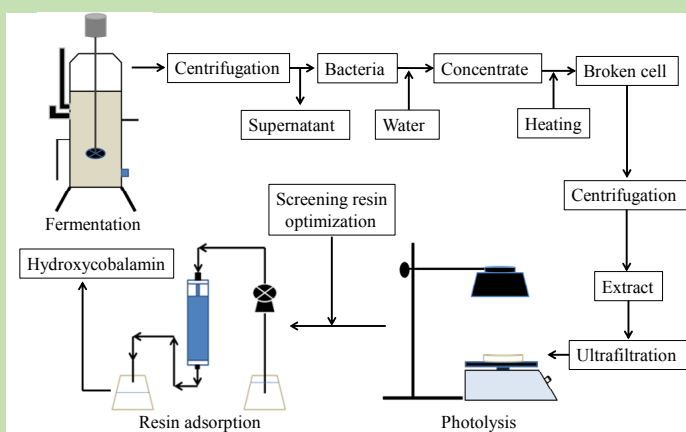 Centrifugation
Bacteria
Concentrate
Broken cell
Supernatant
Water
Heating
Fermentation
Centrifugation
Screening resin
optimization
Hydroxycobalamin
Extract
Ultrafiltration
Resin adsorption
Photolysis